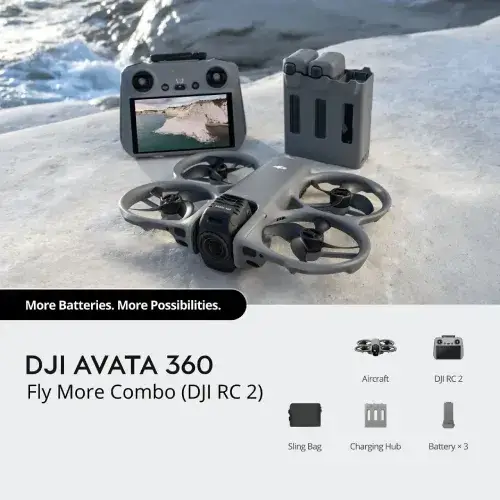 More Batteries. More Possibilities.
DJI AVATA 360
Fly More Combo (DJI RC 2)
Aircraft
DJI RC 2
Sling Bag
Charging Hub
Battery × 3